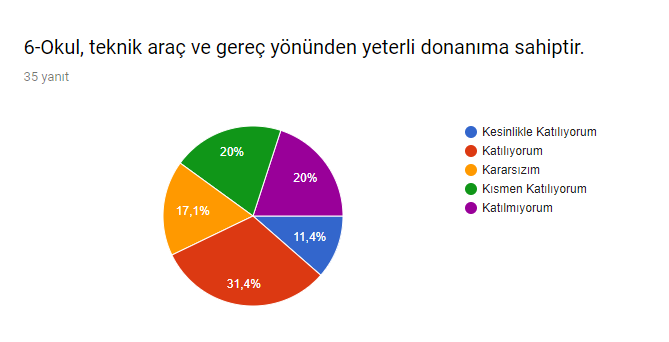 6-Okul, teknik araç ve gereç yönünden yeterli donanıma sahiptir.
35 yanıt
Kesinlikle Katılıyorum
Katılıyorum
Kararsızım
Kısmen Katılıyorum
Katılmıyorum
20%
20%
17,1%
11,4%
31,4%